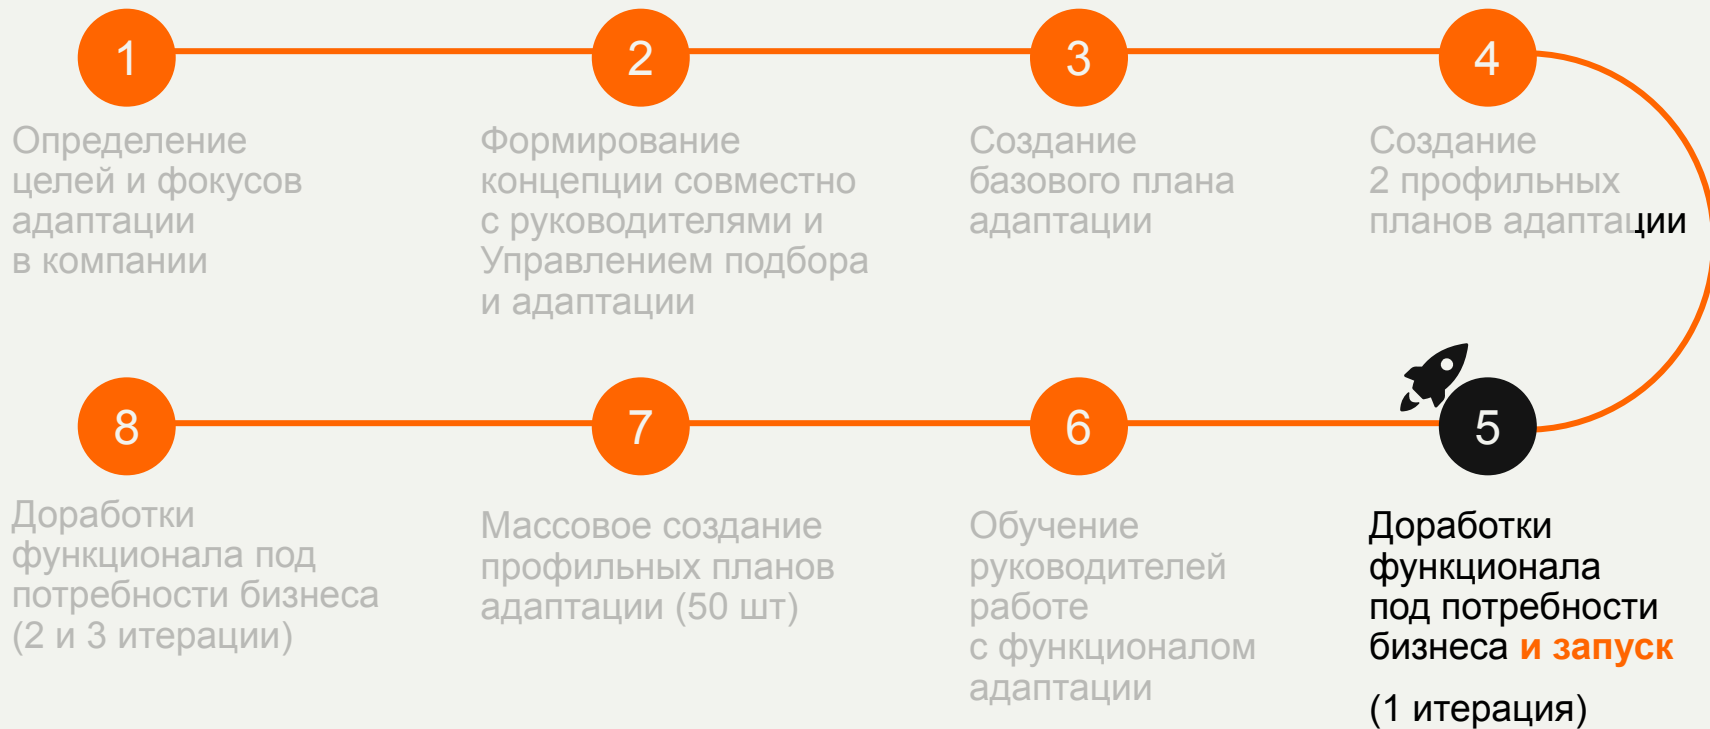 1
Определение
целей и фокусов
адаптации
в компании
2
Формирование
концепции совместно
с руководителями и
Управлением подбора
и адаптации
3
Создание
базового плана
адаптации
4
Создание
2 профильных
планов адаптации
5
Доработки
функционала
под потребности
бизнеса и запуск
(1 итерация)
6
Обучение
руководителей
работе
с функционалом
адаптации
7
Массовое создание
профильных планов
адаптации (50 шт)
8
Доработки
функционала под
потребности бизнеса
(2 и 3 итерации)